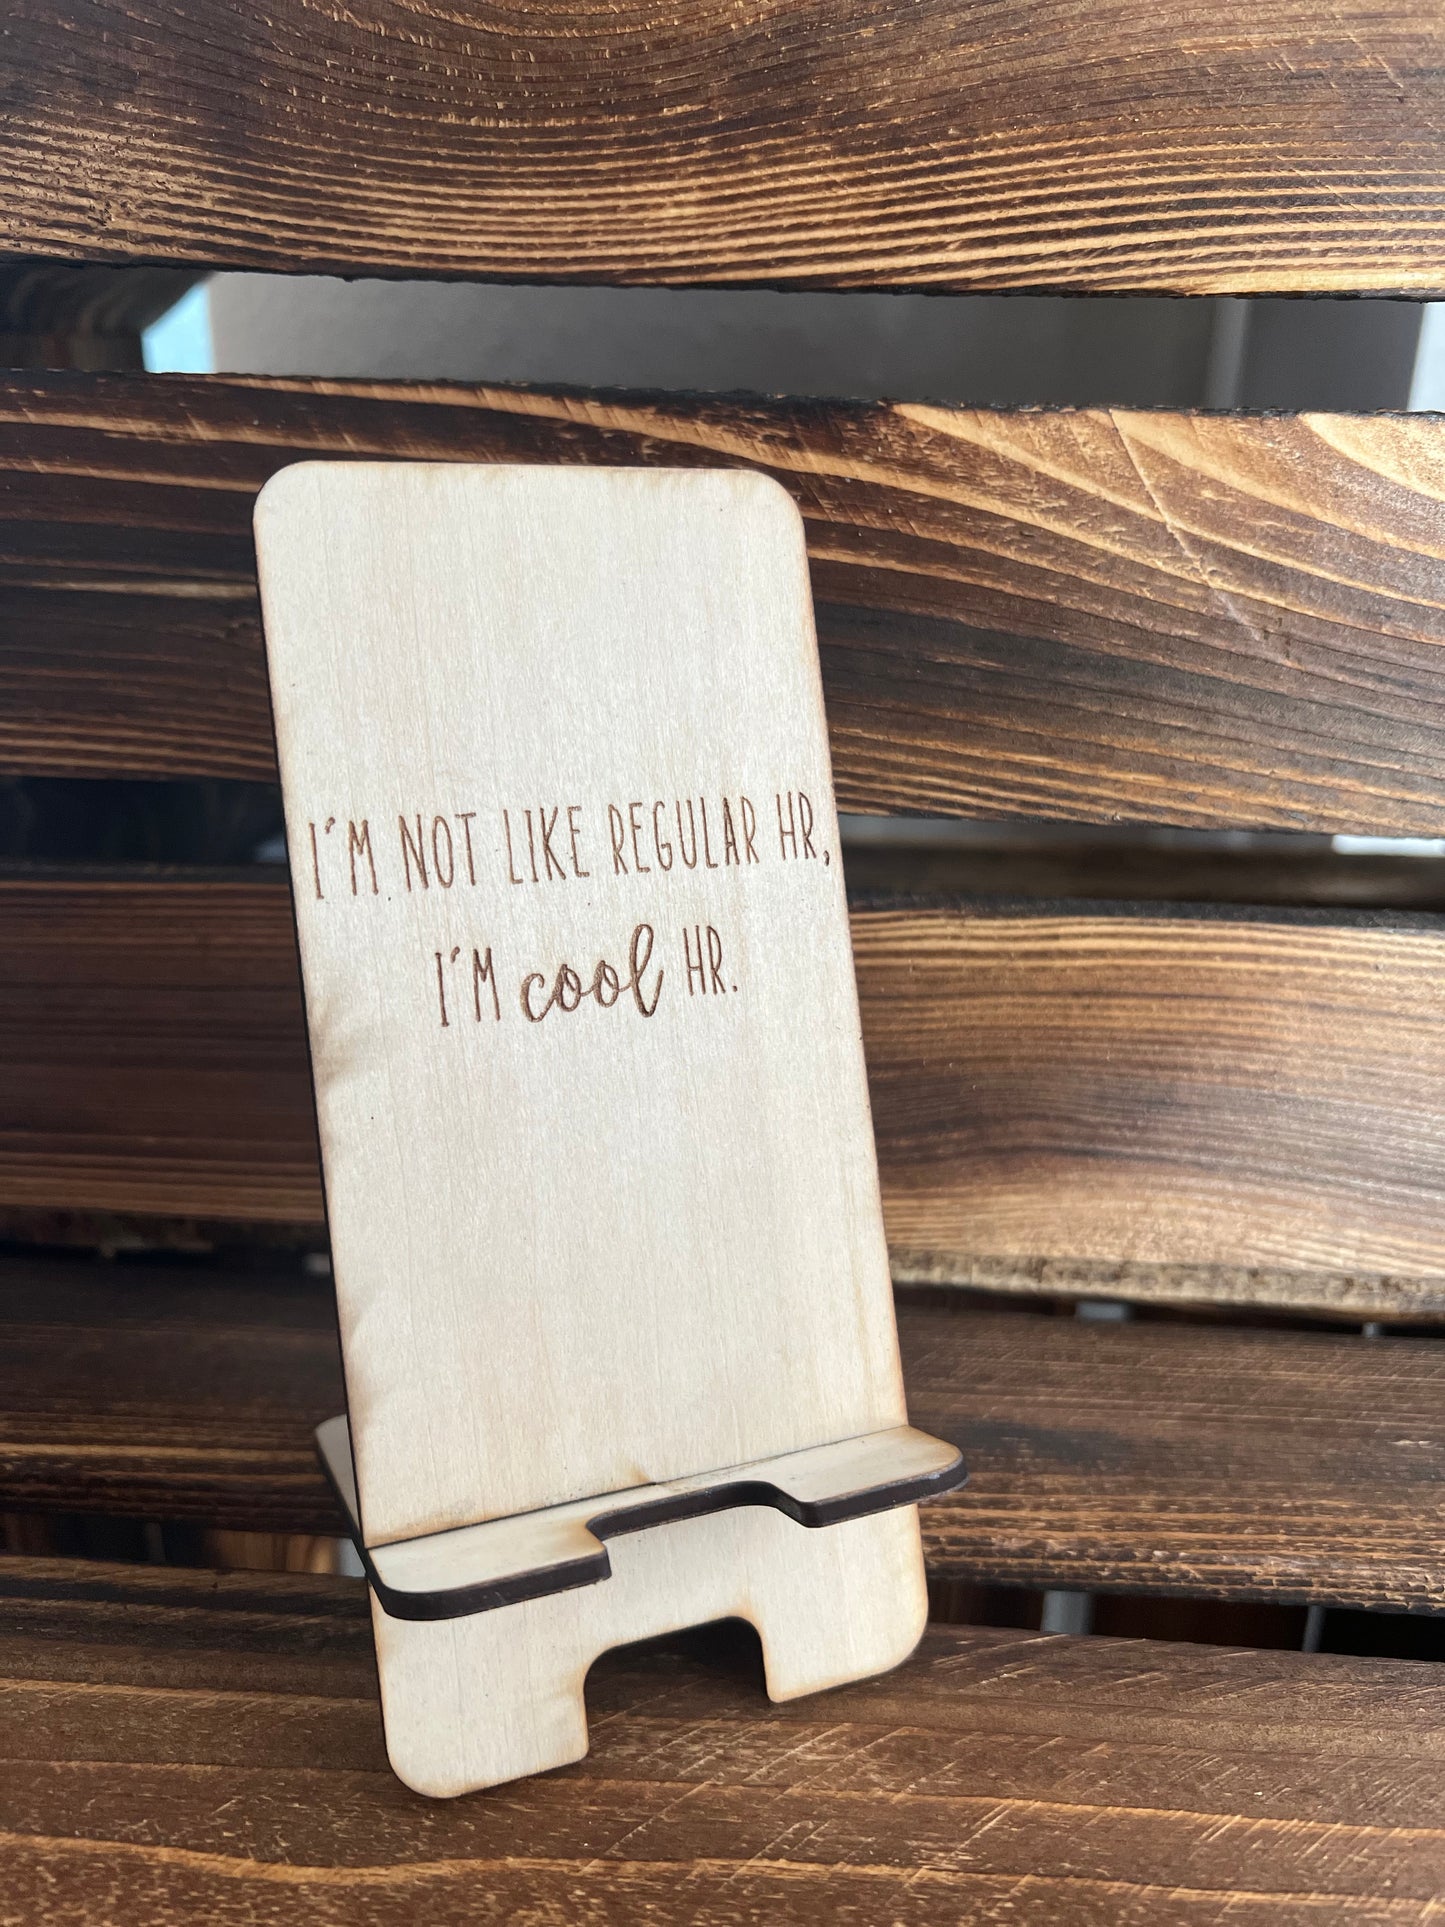 I'M NOT LIKE REGULAR HR,
I'M cool HR.